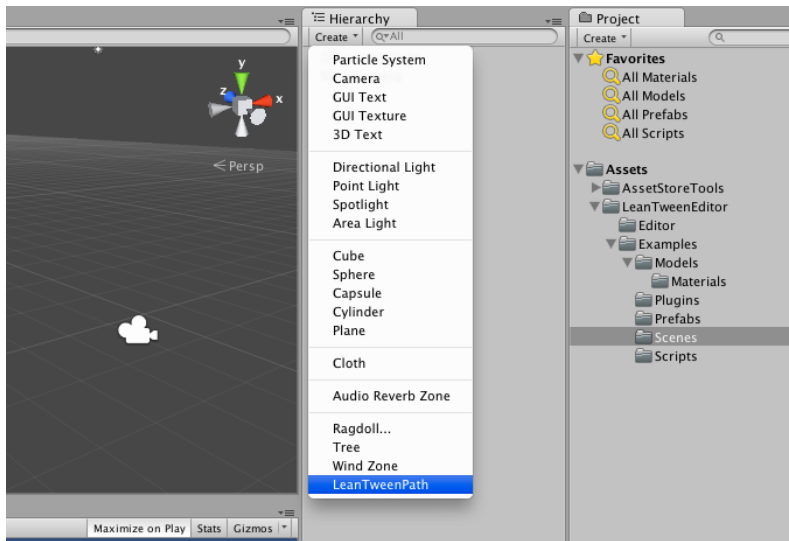 Hierarchy
Project
Create
All
Create
Particle System
Camera
GUI Text
GUI Texture
3D Text
Directional Light
Point Light
Spotlight
Area Light
Cube
Sphere
Capsule
Cylinder
Plane
Cloth
Audio Reverb Zone
Ragdoll...
Tree
Wind Zone
LeanTweenPath
y
z
x
Persp
Maximize on Play Stats Gizmos
Favorites
All Materials
All Models
All Prefabs
All Scripts
Assets
AssetStoreTools
LeanTweenEditor
Editor
Examples
Models
Materials
Plugins
Prefabs
Scenes
Scripts